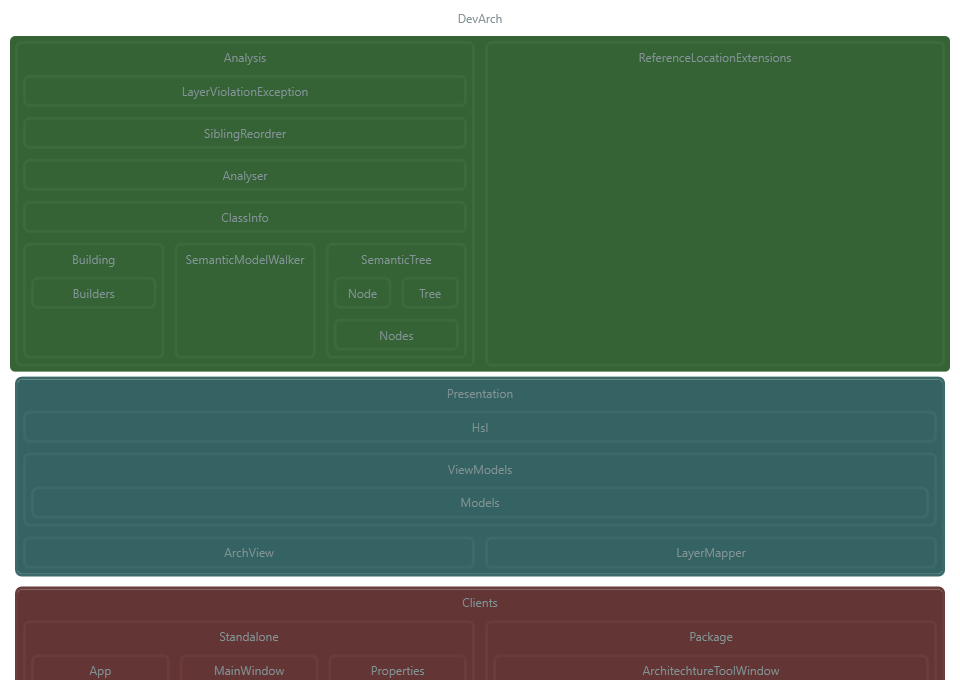 DevArch
Analysis
ReferenceLocationExtensions
LayerViolationException
SiblingReordrer
Analyser
ClassInfo
Building
SemanticModelWalker
SemanticTree
Builders
Node
Tree
Nodes
Presentation
Hsl
ViewModels
Models
ArchView
LayerMapper
Clients
Standalone
Package
App
MainWindow
Properties
ArchitechtureToolWindow